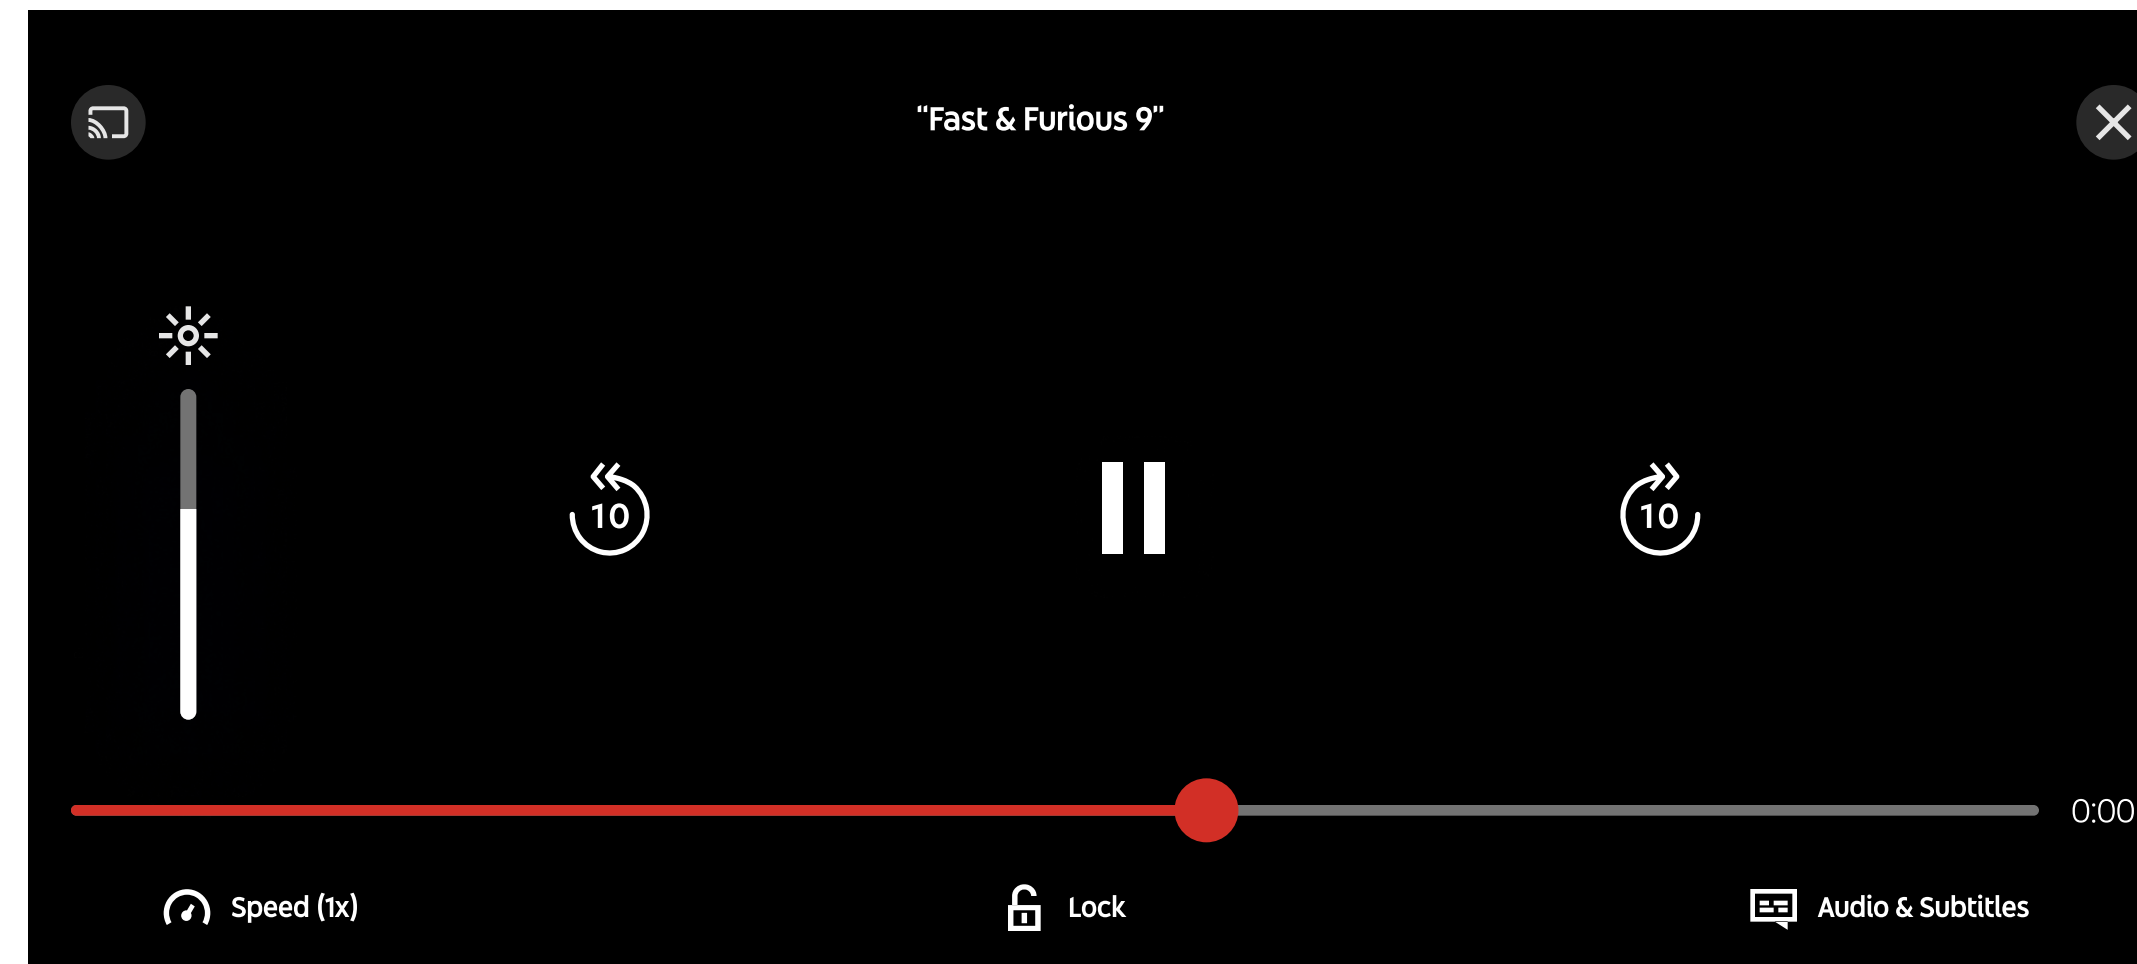 “Fast & Furious 9”
10
10
0:00
Speed (1x)
Lock
Audio & Subtitles